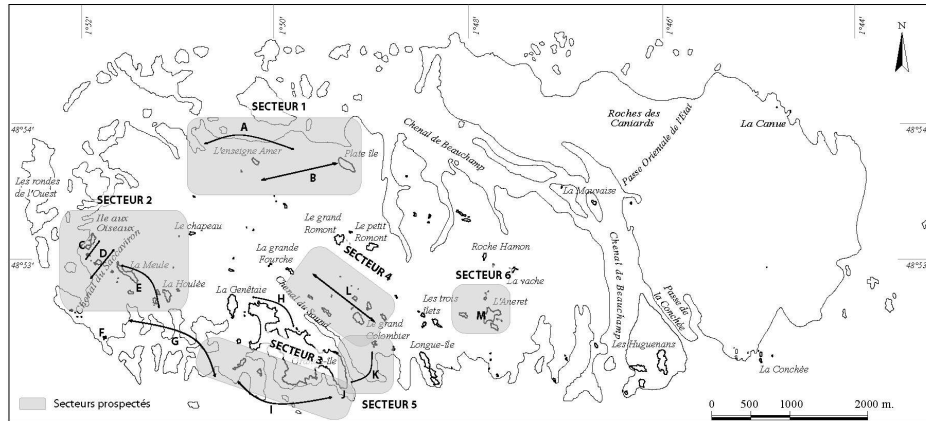 1°52'
1°50'
1°48'
1°46'
1°44'
N
48°54'
48°54'
48°53'
48°53'
SECTEUR 1
A
L'enseigne Amer
Plate île
B
Chenal de Beauchamp
Roches des
Caniards
Passe Orientale de l'Etat
La Canue
La Mauvaise
Les rondes
de l'Ouest
SECTEUR 2
Ile aux
Oiseaux
C
D
Chenal du Saccaviron
La Meule
E
La Houlée
Le chapeau
Le grand
Romont
Le petit
Romont
La grande
Fourche
SECTEUR 4
L
Roche Hamon
SECTEUR 6
La vache
L'Aneret
M
Les trois
îlets
Chenal de Beauchamp
Passe de
la Conchée
La Genêtaie
H
Chenal du Sound
Le grand
Colombier
Longue-île
Les Huguenans
La Conchée
F
G
SECTEUR 3
-île
K
J
I
SECTEUR 5
Secteurs prospectés
0 500 1000 2000 m.